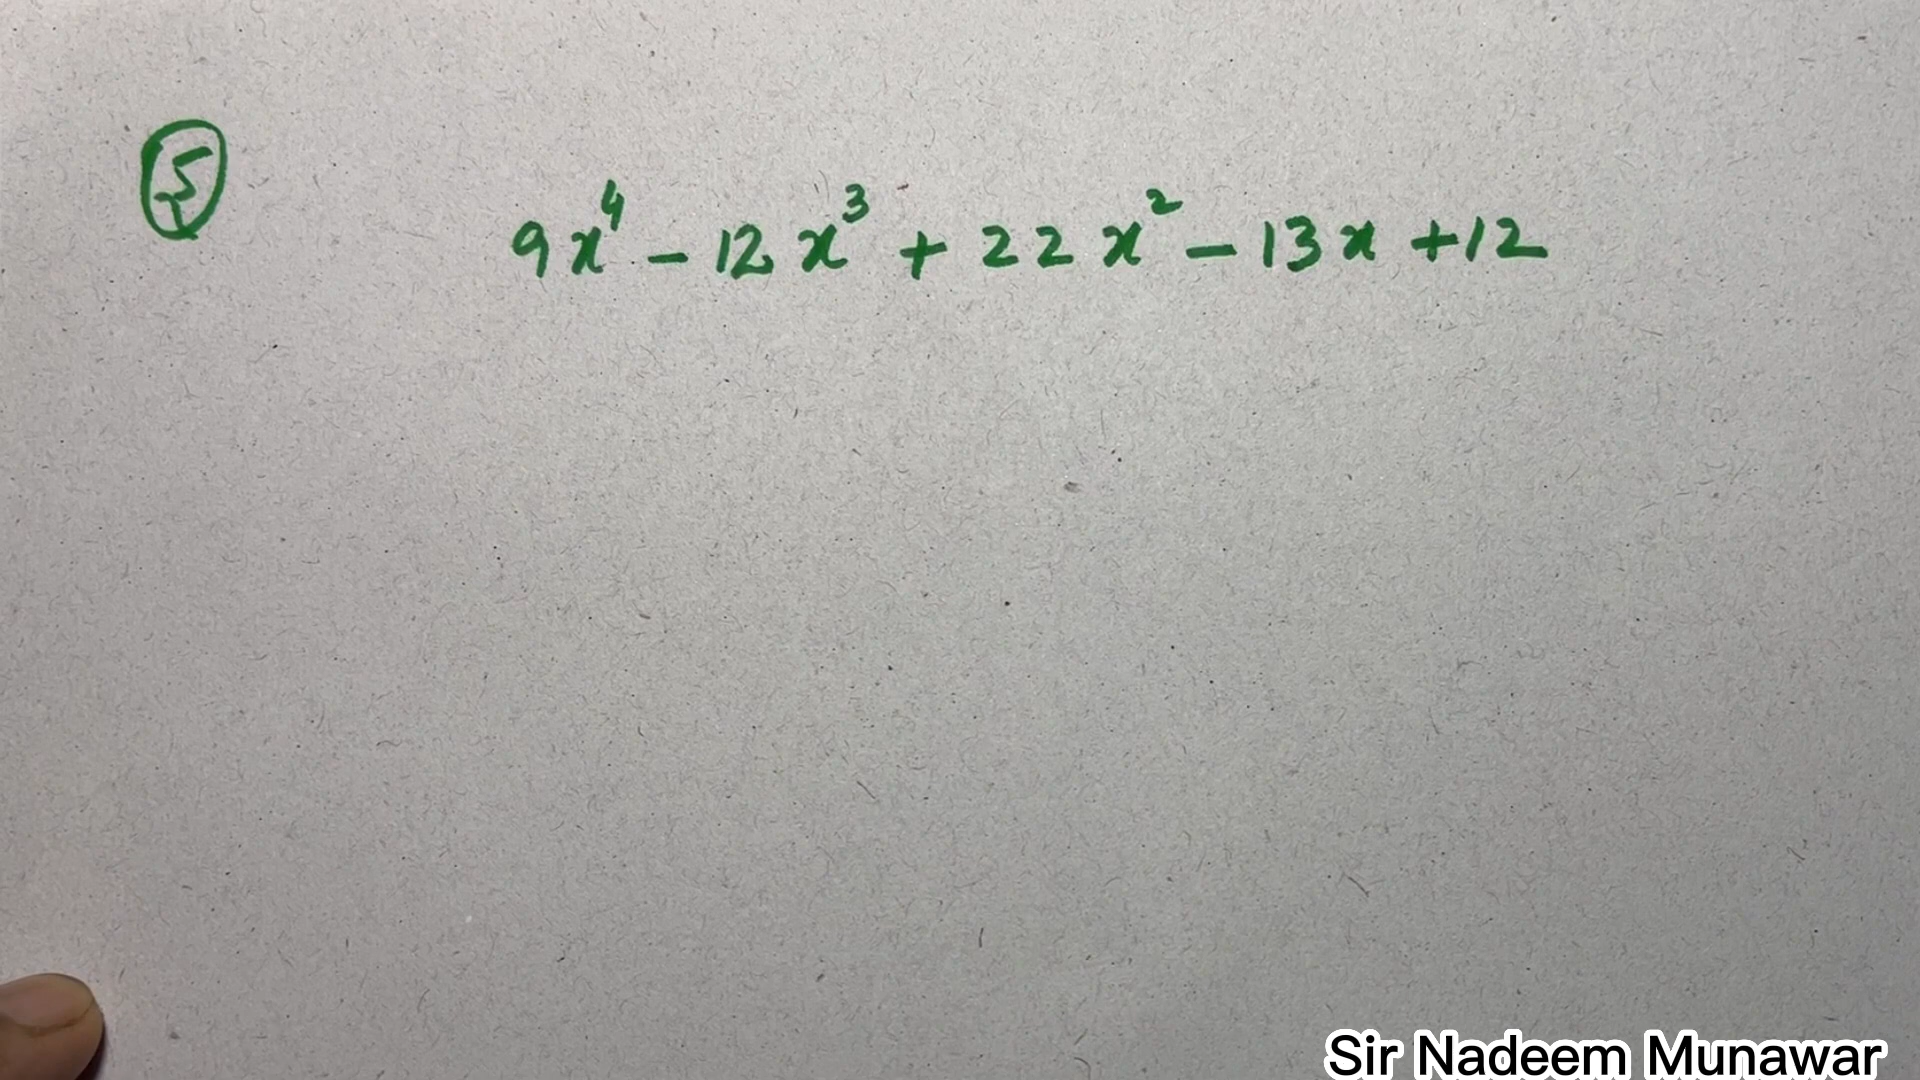 5
9x⁴ - 12x³ + 22x² - 13x + 12
Sir Nadeem Munawar